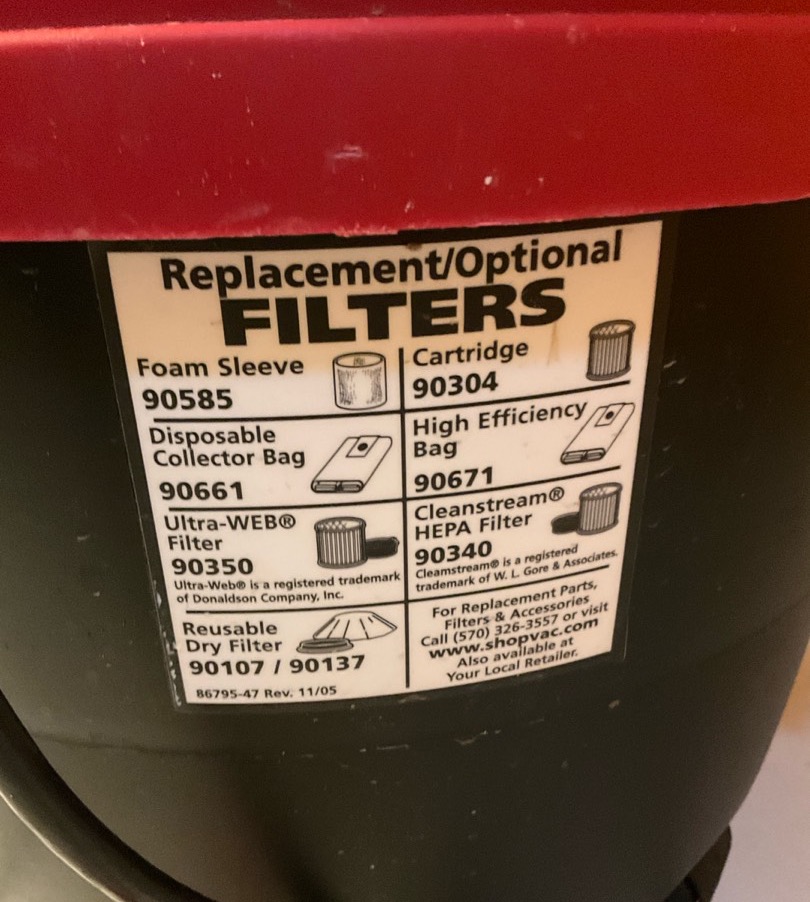 Replacement/Optional
FILTERS
Foam Sleeve
90585
Cartridge
90304
Disposable
Collector Bag
90661
High Efficiency
Bag
90671
Ultra-WEB®
Filter
90350
Ultra-Web® is a registered trademark
of Donaldson Company, Inc.
Cleanstream®
HEPA Filter
90340
Cleamstream® is a registered
trademark of W. L. Gore & Associates.
Reusable
Dry Filter
90107 / 90137
86795-47 Rev. 11/05
For Replacement Parts,
Filters & Accessories
Call (570) 326-3557 or visit
www.shopvac.com
Also available at
Your Local Retailer.